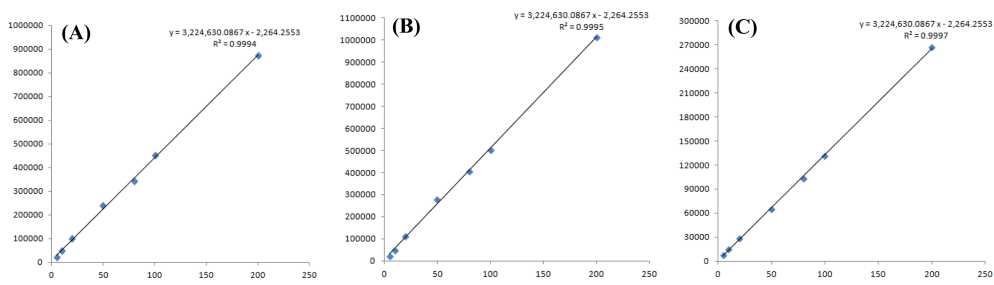 (A)
y = 3,224,630.0867 x - 2,264.2553
R² = 0.9994
1000000
900000
800000
700000
600000
500000
400000
300000
200000
100000
0
0 50 100 150 200 250
(B)
y = 3,224,630.0867 x - 2,264.2553
R² = 0.9995
1100000
1000000
900000
800000
700000
600000
500000
400000
300000
200000
100000
0
0 50 100 150 200 250
(C)
y = 3,224,630.0867 x - 2,264.2553
R² = 0.9997
300000
270000
240000
210000
180000
150000
120000
90000
60000
30000
0
0 50 100 150 200 250